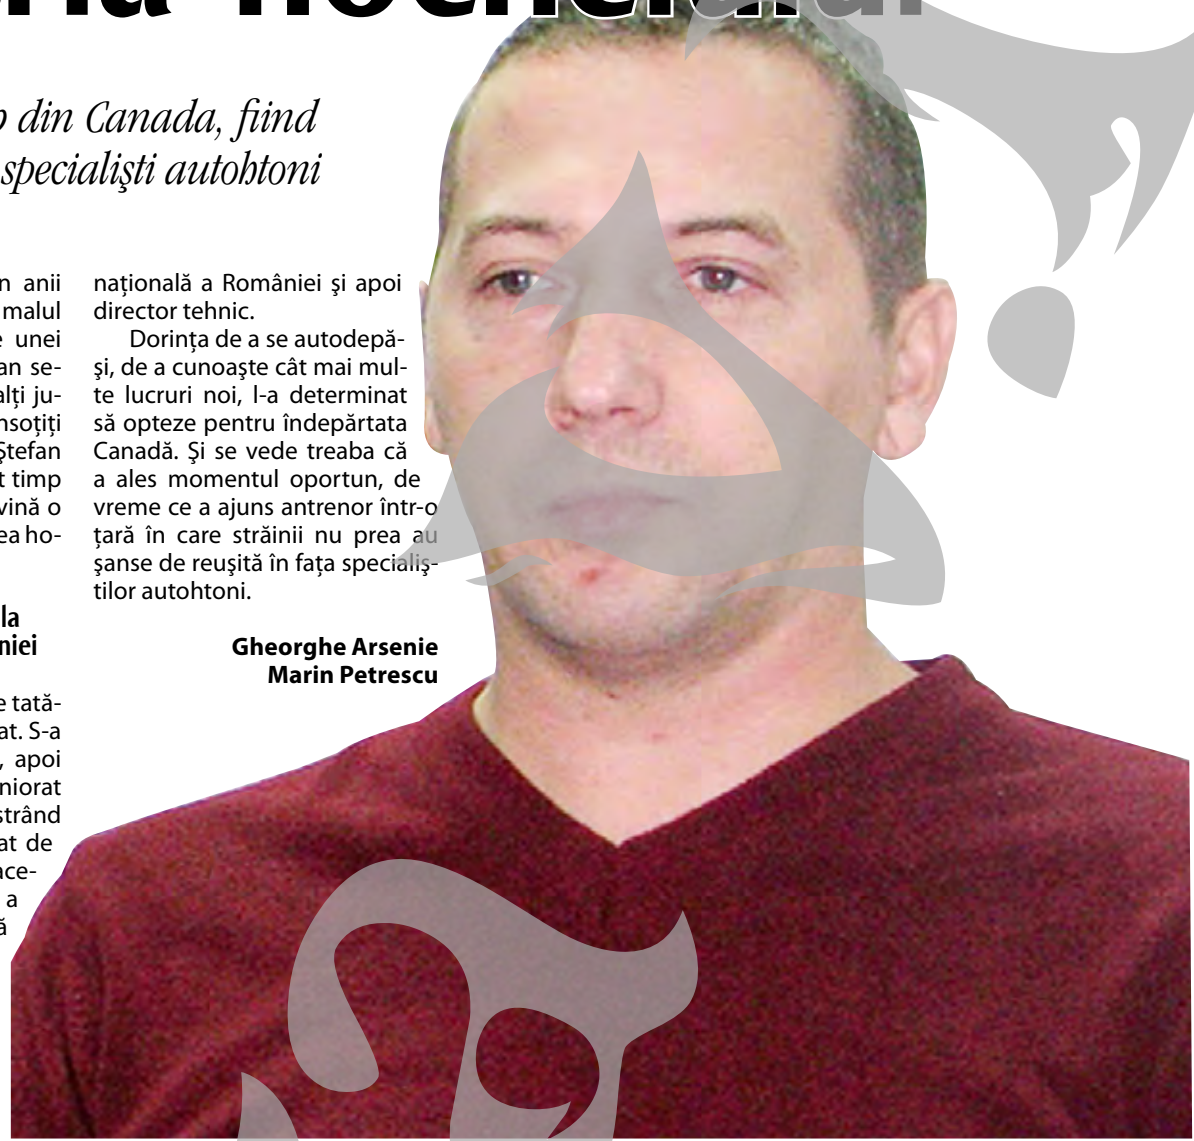 din Canada, fiind
specialişti autohtoni
n anii
malul
unei
an se-
alţi ju-
nsoţiţi
Ştefan
t timp
vină o
ea ho-
la
niei
e tată-
at. S-a
, apoi
niorat
strând
at de
ace-
a
ă
naţională a României şi apoi
director tehnic.
Dorinţa de a se autodepă-
şi, de a cunoaşte cât mai mul-
te lucruri noi, l-a determinat
să opteze pentru îndepărtata
Canadă. Şi se vede treaba că
a ales momentul oportun, de
vreme ce a ajuns antrenor într-o
ţară în care străinii nu prea au
şanse de reuşită în faţa specialiş-
tilor autohtoni.
Gheorghe Arsenie
Marin Petrescu